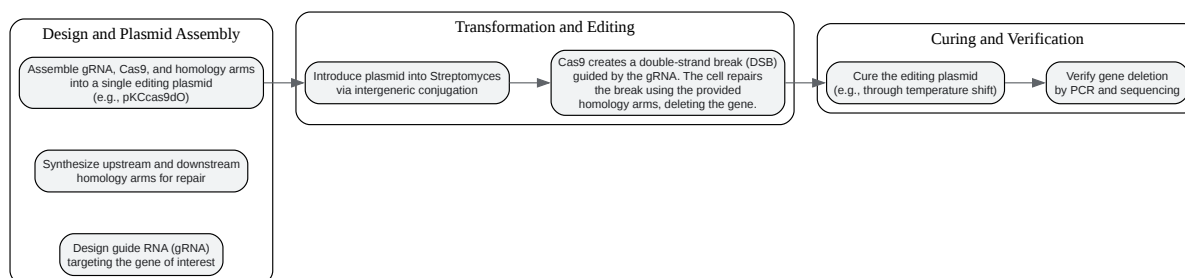 Design and Plasmid Assembly
Assemble gRNA, Cas9, and homology arms
into a single editing plasmid
(e.g., pKCcas9dO)
Synthesize upstream and downstream
homology arms for repair
Design guide RNA (gRNA)
targeting the gene of interest
Transformation and Editing
Introduce plasmid into Streptomyces
via intergeneric conjugation
Cas9 creates a double-strand break (DSB)
guided by the gRNA. The cell repairs
the break using the provided
homology arms, deleting the gene.
Curing and Verification
Cure the editing plasmid
(e.g., through temperature shift)
Verify gene deletion
by PCR and sequencing